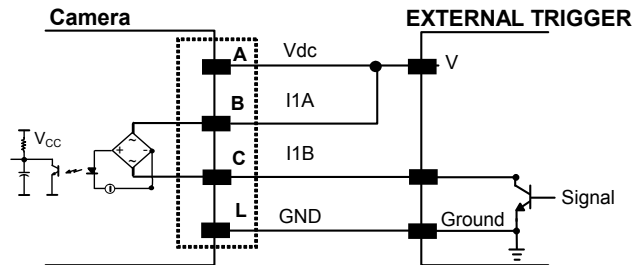 Camera
EXTERNAL TRIGGER
A Vdc V
B I1A
VCC
C I1B
Signal
L GND Ground